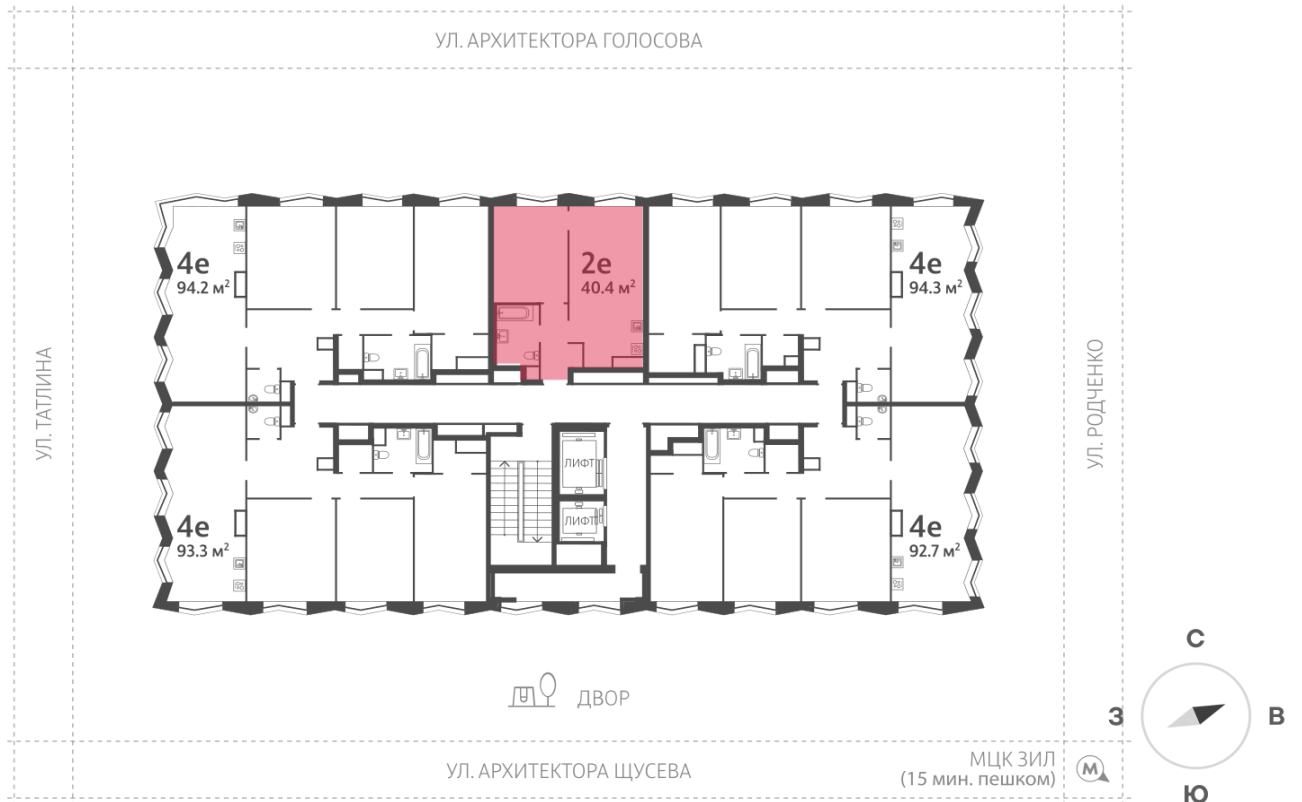 УЛ. АРХИТЕКТОРА ГОЛОСОВА
УЛ. ТАТЛИНА
4е
94.2 м²
2е
40.4 м²
4е
94.3 м²
УЛ. РОДЧЕНКО
ЛИФТ
ЛИФТ
4е
93.3 м²
4е
92.7 м²
ДВОР
УЛ. АРХИТЕКТОРА ЩУСЕВА
МЦК ЗИЛ
(15 мин. пешком)
М
С
З
В
Ю